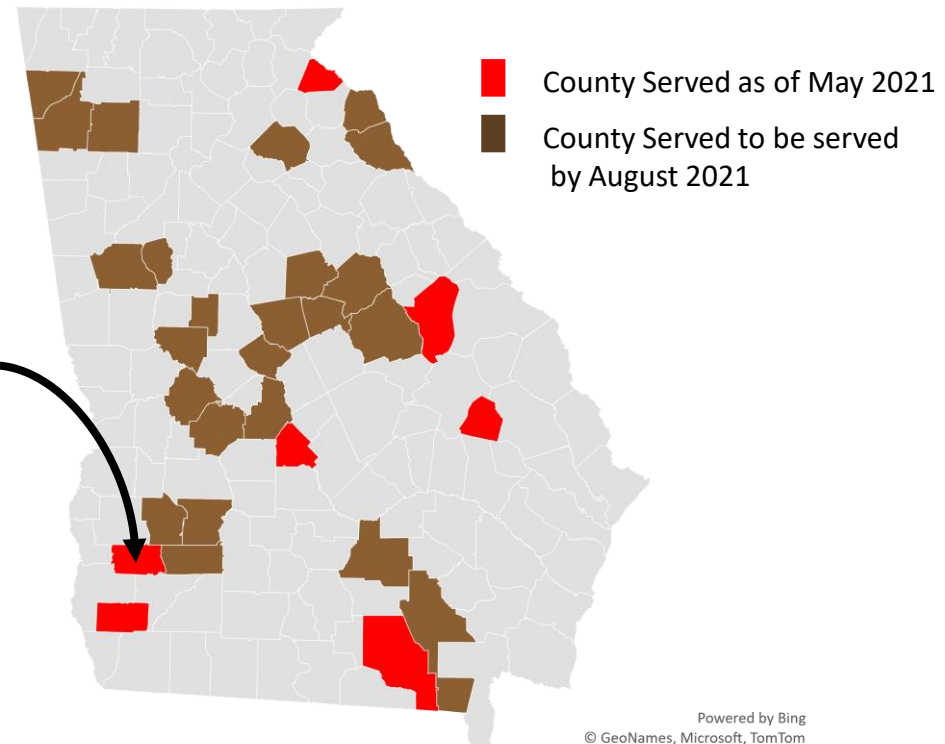 County Served as of May 2021
County Served to be served
by August 2021
Powered by Bing
© GeoNames, Microsoft, TomTom